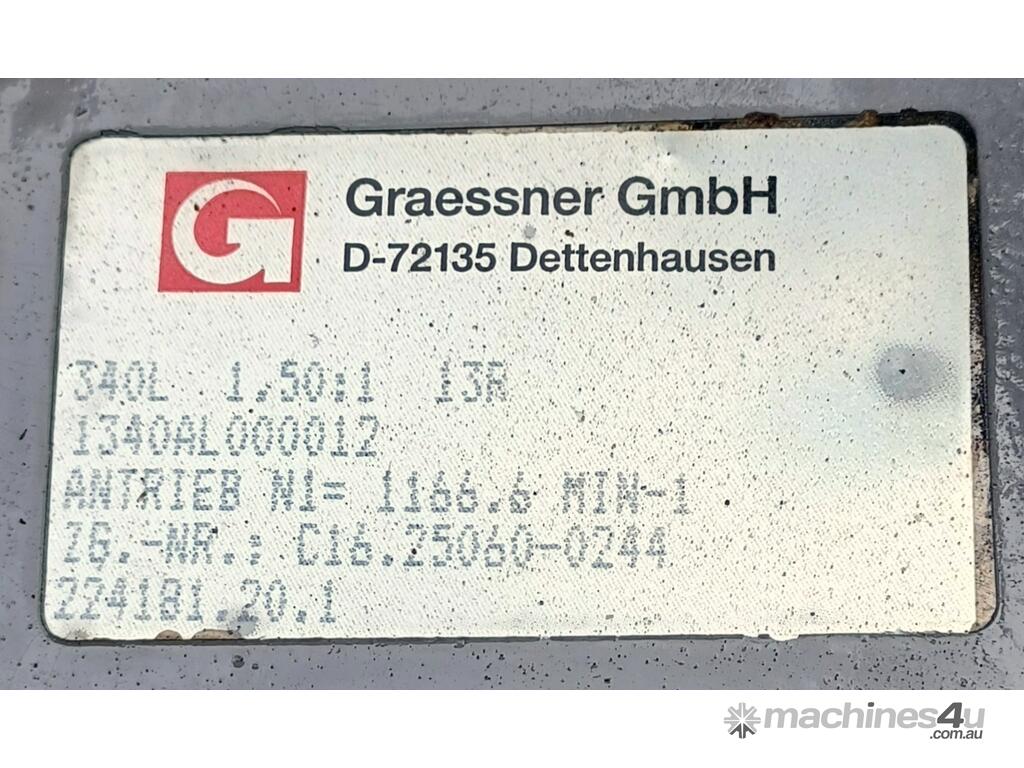 Graessner GmbH
D-72135 Dettenhausen
340L 1.50:1 13R
1340AL000012
ANTRIEB N1= 1166.6 MIN-1
ZG.-NR.: C16.25060-0244
224181.20.1
machines4u
.com.au